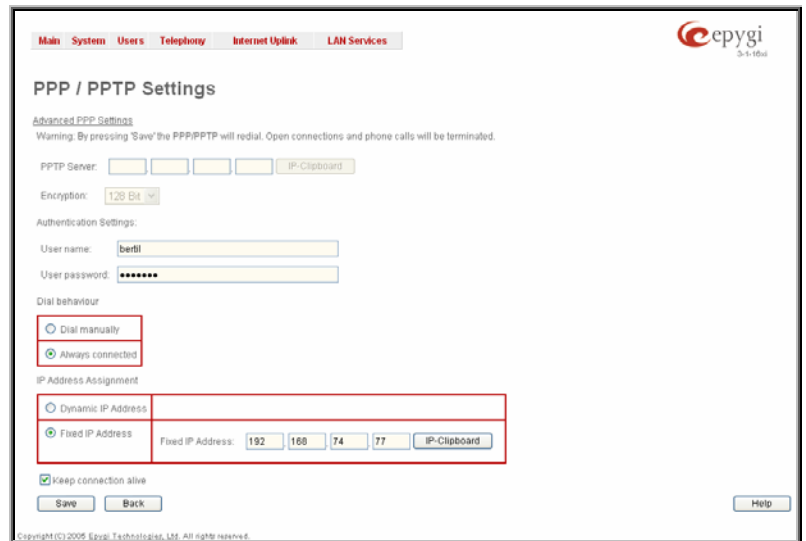 Main System Users Telephony Internet Uplink LAN Services
epygi
3-1-16xi
PPP / PPTP Settings
Advanced PPP Settings
Warning: By pressing 'Save' the PPP/PPTP will redial. Open connections and phone calls will be terminated.
PPTP Server: . . . IP-Clipboard
Encryption: 128 Bit
Authentication Settings:
User name: bertil
User password: •••••••
Dial behaviour
Dial manually
Always connected
IP Address Assignment
Dynamic IP Address
Fixed IP Address Fixed IP Address: 192 . 168 . 74 . 77 IP-Clipboard
Keep connection alive
Save Back Help
Copyright (C) 2005 Epygi Technologies, Ltd. All rights reserved.